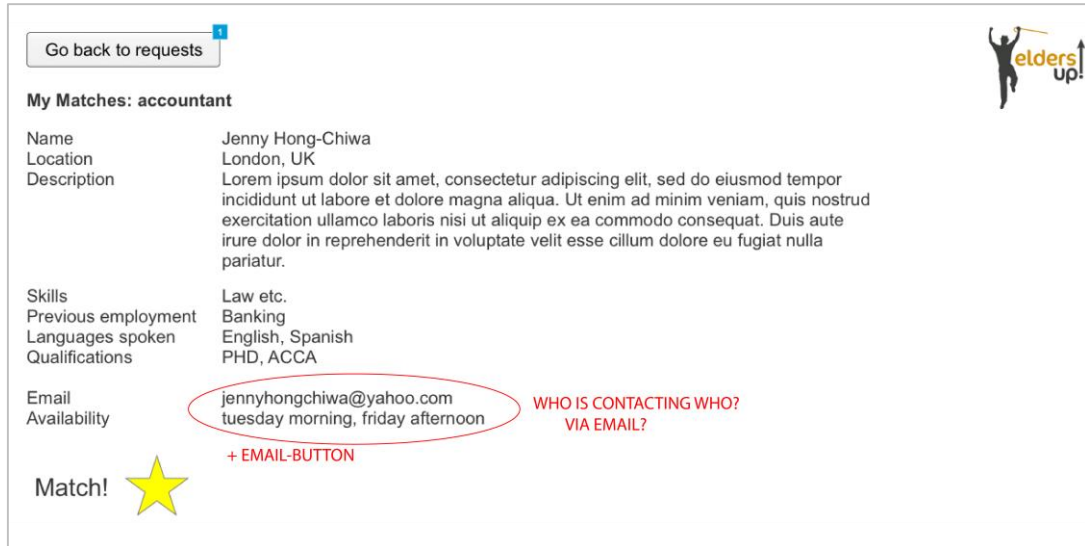 1
Go back to requests
elders
up!
My Matches: accountant
Name Jenny Hong-Chiwa
Location London, UK
Description Lorem ipsum dolor sit amet, consectetur adipiscing elit, sed do eiusmod tempor
incididunt ut labore et dolore magna aliqua. Ut enim ad minim veniam, quis nostrud
exercitation ullamco laboris nisi ut aliquip ex ea commodo consequat. Duis aute
irure dolor in reprehenderit in voluptate velit esse cillum dolore eu fugiat nulla
pariatur.
Skills Law etc.
Previous employment Banking
Languages spoken English, Spanish
Qualifications PHD, ACCA
Email jennyhongchiwa@yahoo.com
Availability tuesday morning, friday afternoon
WHO IS CONTACTING WHO?
VIA EMAIL?
+ EMAIL-BUTTON
Match!